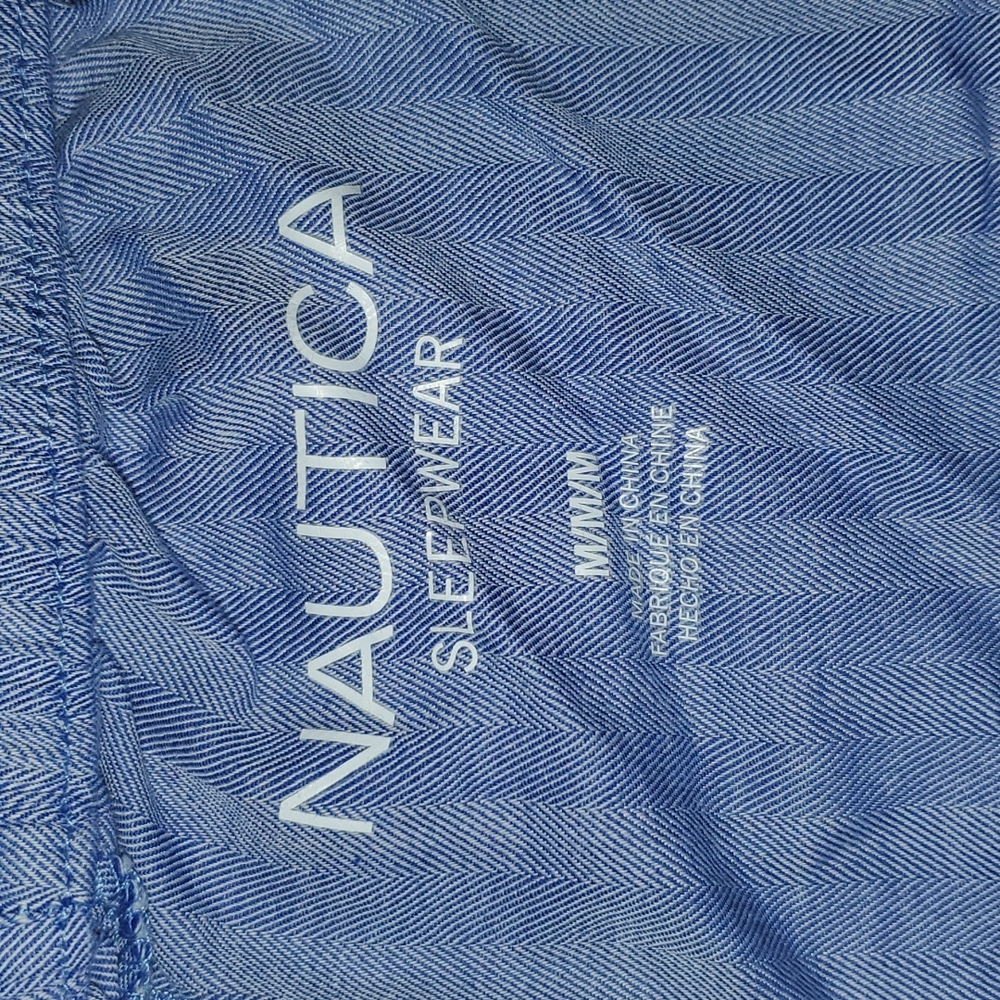 NAUTICA
SLEEPWEAR
M/M/M
MADE IN CHINA
FABRIQUÉ EN CHINE
HECHO EN CHINA